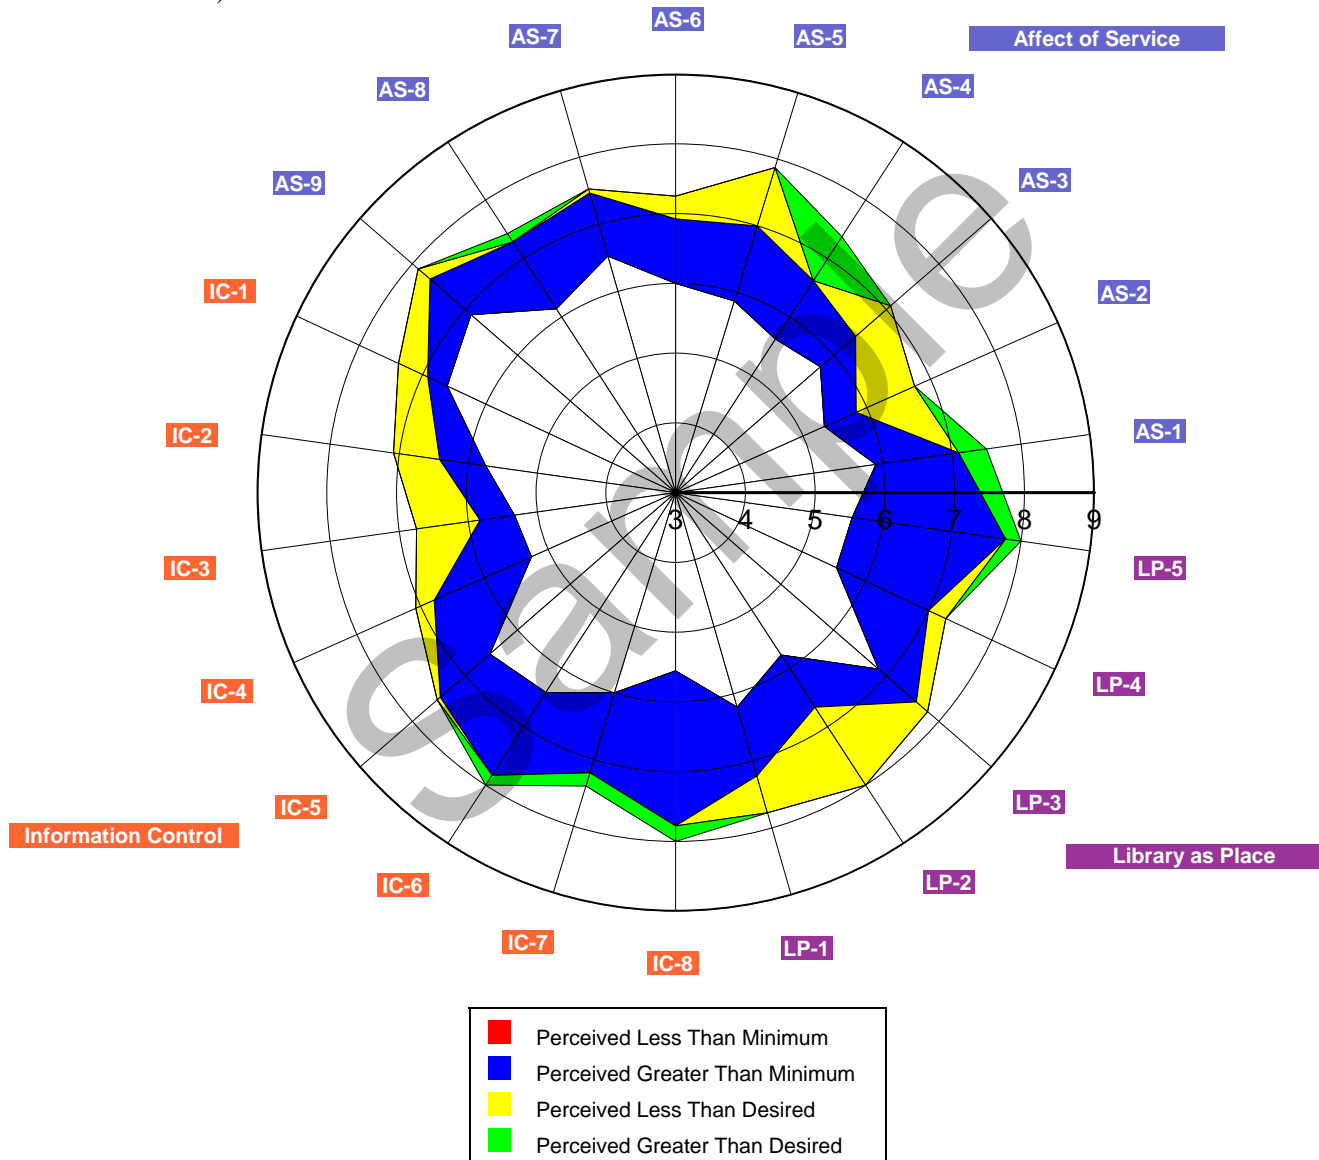 )
AS-6
AS-7
AS-5
Affect of Service
AS-8
AS-4
AS-9
AS-3
IC-1
AS-2
IC-2
AS-1
3 4 5 6 7 8 9
IC-3
LP-5
IC-4
LP-4
IC-5
LP-3
Information Control
Library as Place
IC-6
LP-2
IC-7
LP-1
IC-8
Sample
Perceived Less Than Minimum
Perceived Greater Than Minimum
Perceived Less Than Desired
Perceived Greater Than Desired